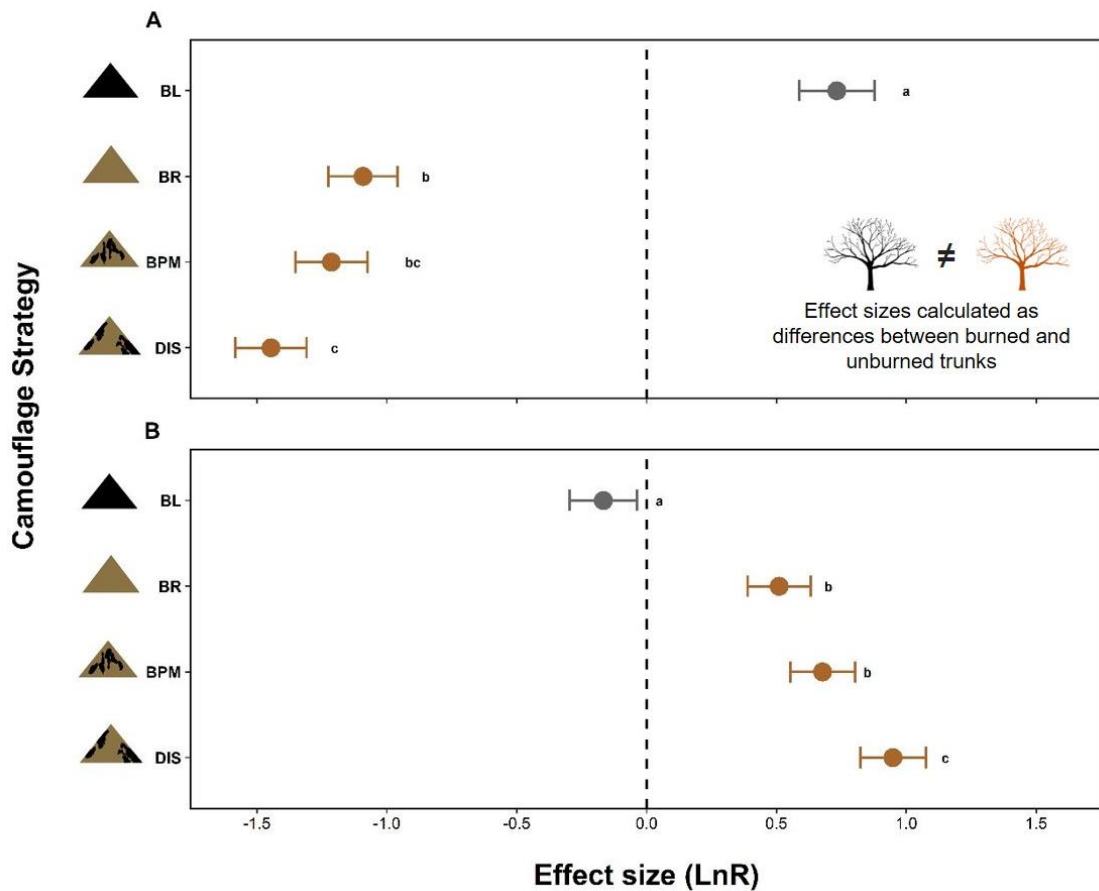 A
BL
a
BR
b
BPM
bc
DIS
c
≠
Effect sizes calculated as
differences between burned and
unburned trunks
Camouflage Strategy
B
BL
a
BR
b
BPM
b
DIS
c
-1.5 -1.0 -0.5 0.0 0.5 1.0 1.5
Effect size (LnR)